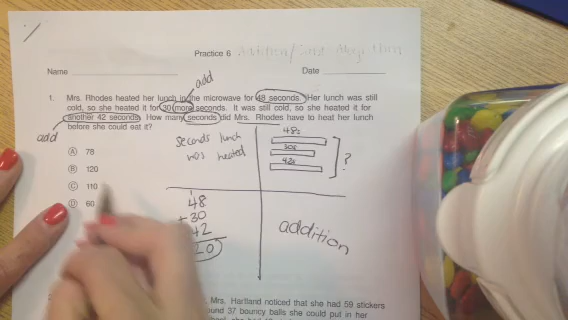 Practice 6 Addition/Subt. Algorithm
Name Date
add
1. Mrs. Rhodes heated her lunch in the microwave for 48 seconds. Her lunch was still
cold, so she heated it for 30 more seconds. It was still cold, so she heated it for
another 42 seconds. How many seconds did Mrs. Rhodes have to heat her lunch
before she could eat it?
add
A 78
B 120
C 110
D 60
seconds lunch
was heated
48s
30s
42s
?
1
48
+30
42
20
addition
Mrs. Hartland noticed that she had 59 stickers
37 bouncy balls she could put in her